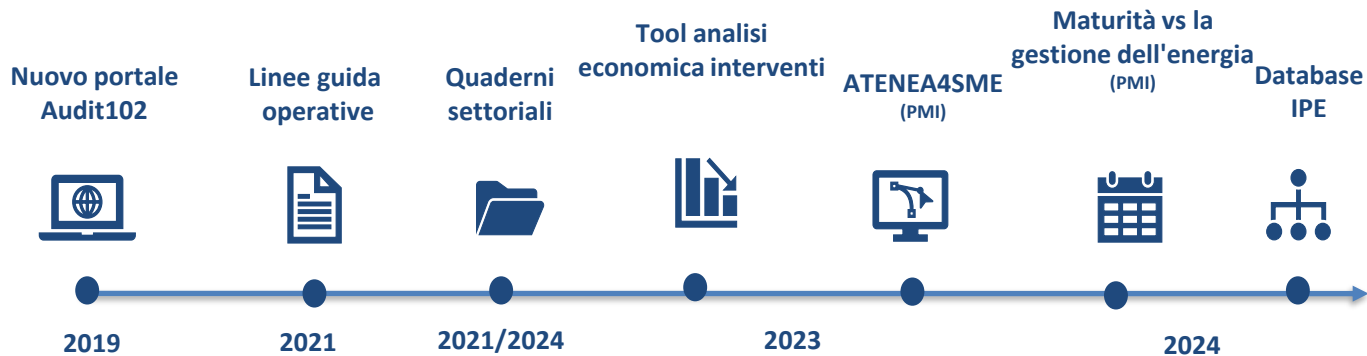 Nuovo portale
Audit102
Linee guida
operative
Quaderni
settoriali
Tool analisi
economica interventi
ATENEA4SME
(PMI)
Maturità vs la
gestione dell'energia
(PMI)
Database
IPE
2019
2021
2021/2024
2023
2024